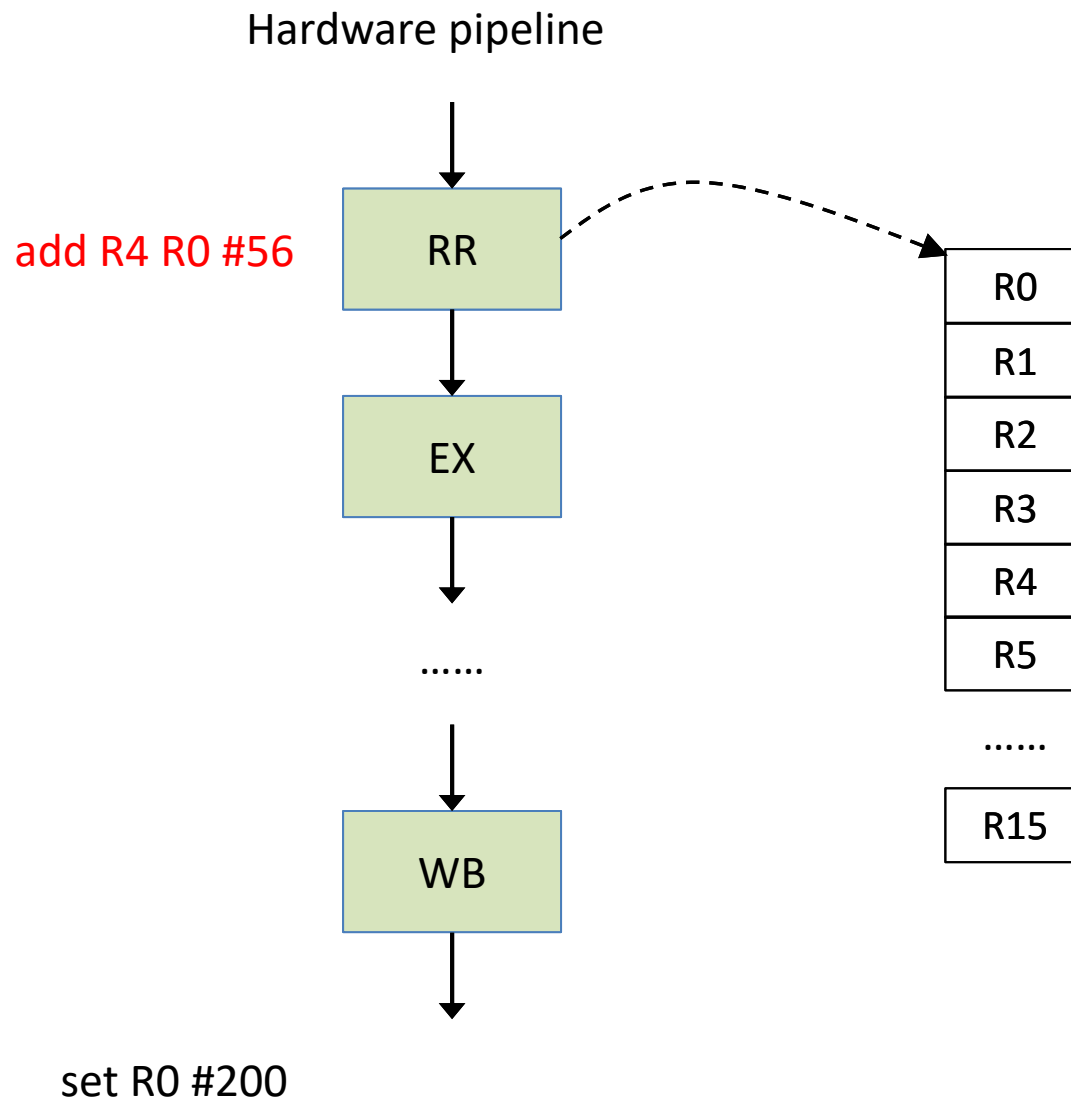 Hardware pipeline
add R4 R0 #56
RR
EX
......
WB
set R0 #200
R0
R1
R2
R3
R4
R5
......
R15